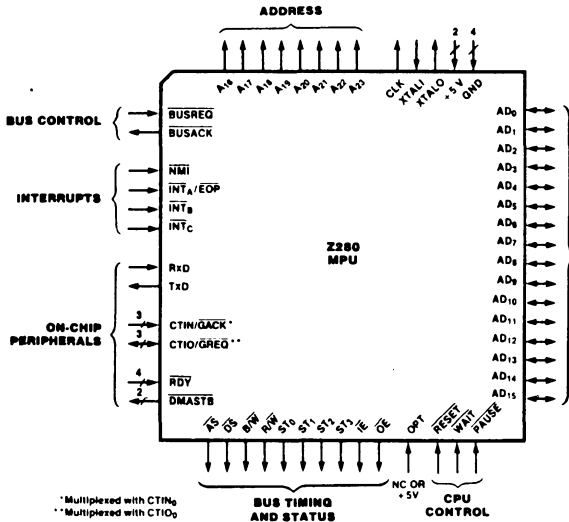 ADDRESS
A16 A17 A18 A19 A20 A21 A22 A23
CLK XTALI XTALO +5 V GND
2 4
BUS CONTROL
BUSREQ
BUSACK
INTERRUPTS
NMI
INTA/EOP
INTB
INTC
ON-CHIP
PERIPHERALS
RxD
TxD
3 CTIN/GACK*
3 CTIO/GREQ**
4 RDY
2 DMASTB
Z280
MPU
AD0
AD1
AD2
AD3
AD4
AD5
AD6
AD7
AD8
AD9
AD10
AD11
AD12
AD13
AD14
AD15
AS DS B/W R/W ST0 ST1 ST2 ST3 IE OE OPT RESET WAIT PAUSE
BUS TIMING
AND STATUS
NC OR
+5V
CPU
CONTROL
*Multiplexed with CTIN0
**Multiplexed with CTIO0